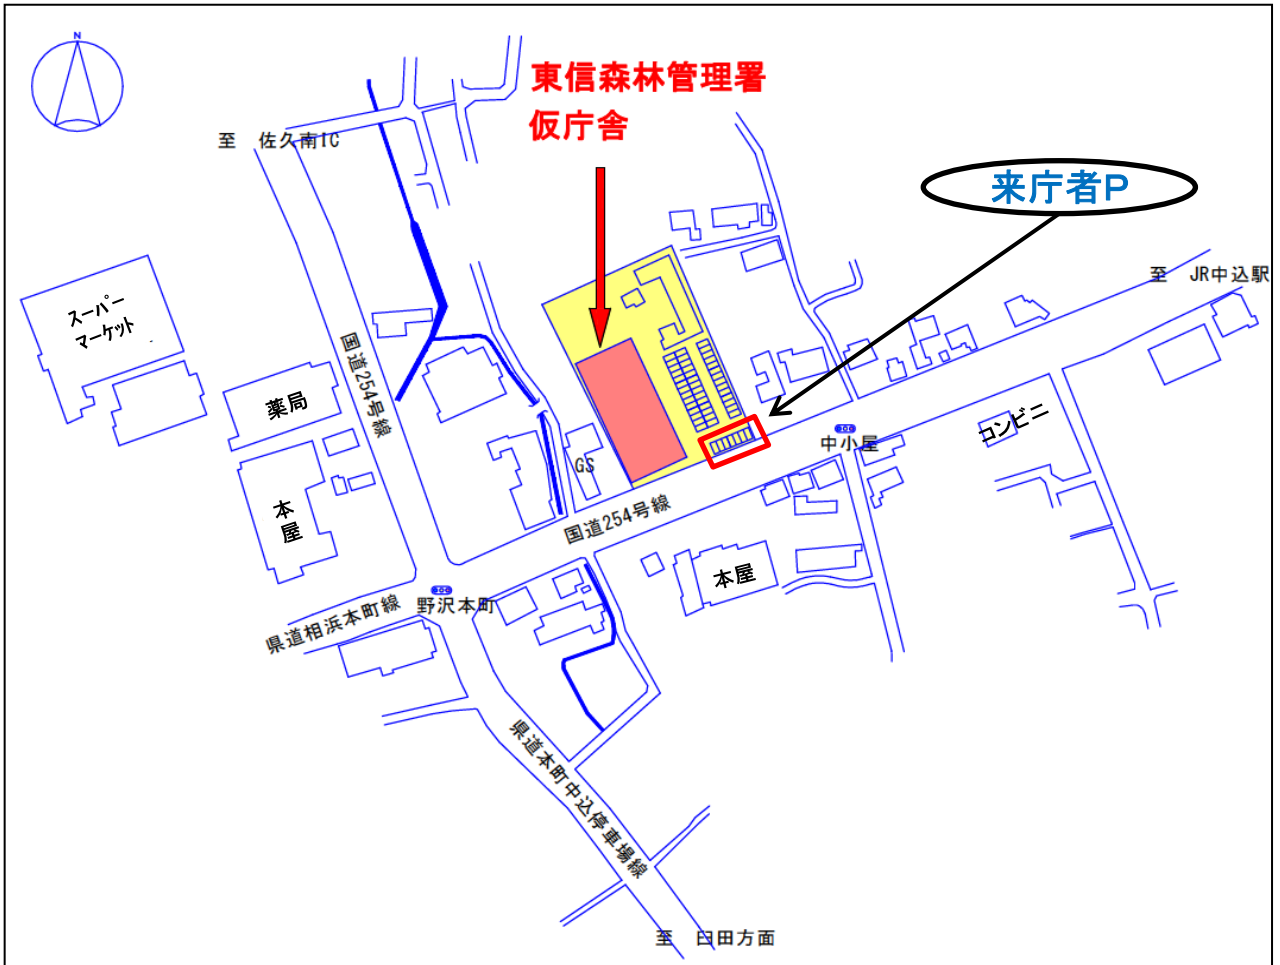 N
東信森林管理署
仮庁舎
至 佐久南IC
来庁者P
至 JR中込駅
スーパー
マーケット
国道254号線
薬局
コンビニ
中小屋
GS
本
屋
国道254号線
本屋
野沢本町
県道相浜本町線
県道本町中込停車場線
至 臼田方面